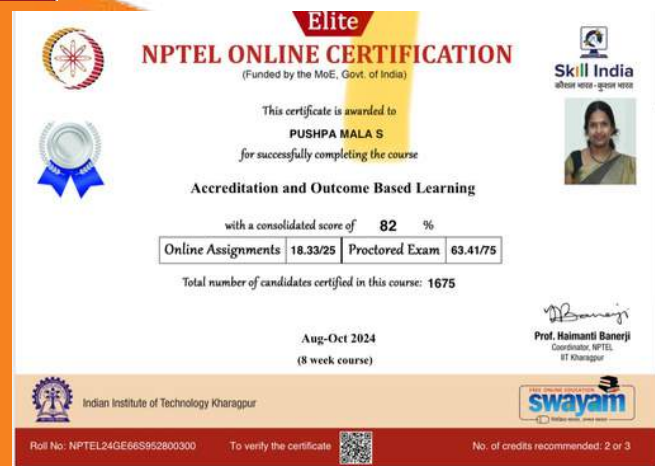 Elite
NPTEL ONLINE CERTIFICATION
(Funded by the MoE, Govt. of India)
Skill India
कौशल भारत - कुशल भारत
This certificate is awarded to
PUSHPA MALA S
for successfully completing the course
Accreditation and Outcome Based Learning
with a consolidated score of 82 %
Online Assignments 18.33/25 Proctored Exam 63.41/75
Total number of candidates certified in this course: 1675
Aug-Oct 2024
(8 week course)
Prof. Haimanti Banerji
Coordinator, NPTEL
IIT Kharagpur
Indian Institute of Technology Kharagpur
FREE ONLINE EDUCATION
swayam
शिक्षित भारत, उन्नत भारत
Roll No: NPTEL24GE66S952800300 To verify the certificate No. of credits recommended: 2 or 3